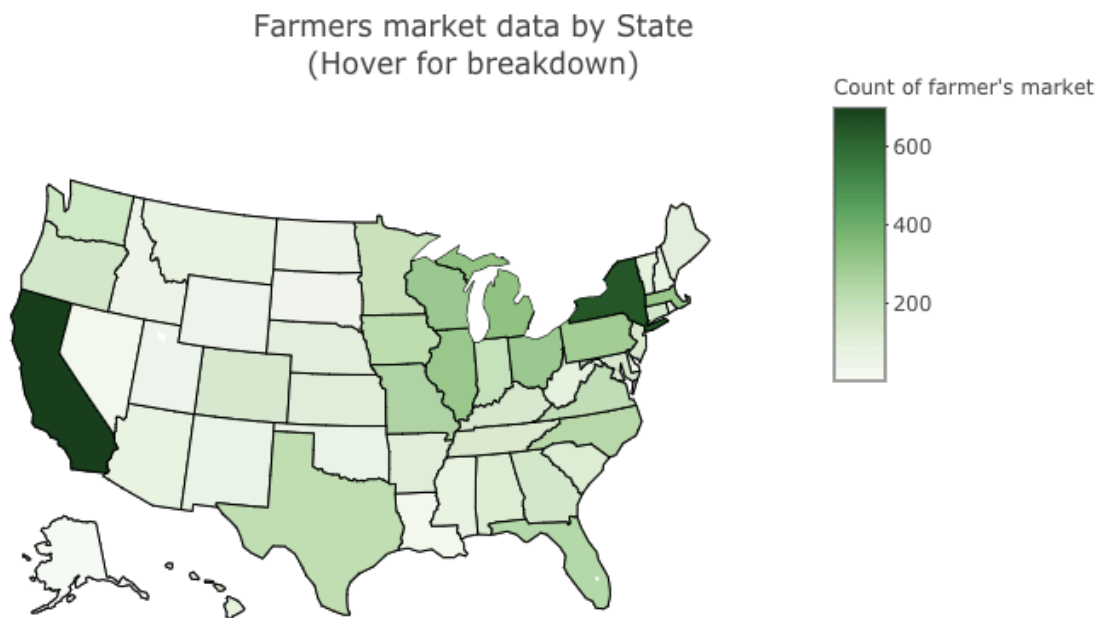 Farmers market data by State
(Hover for breakdown)
Count of farmer's market
600
400
200